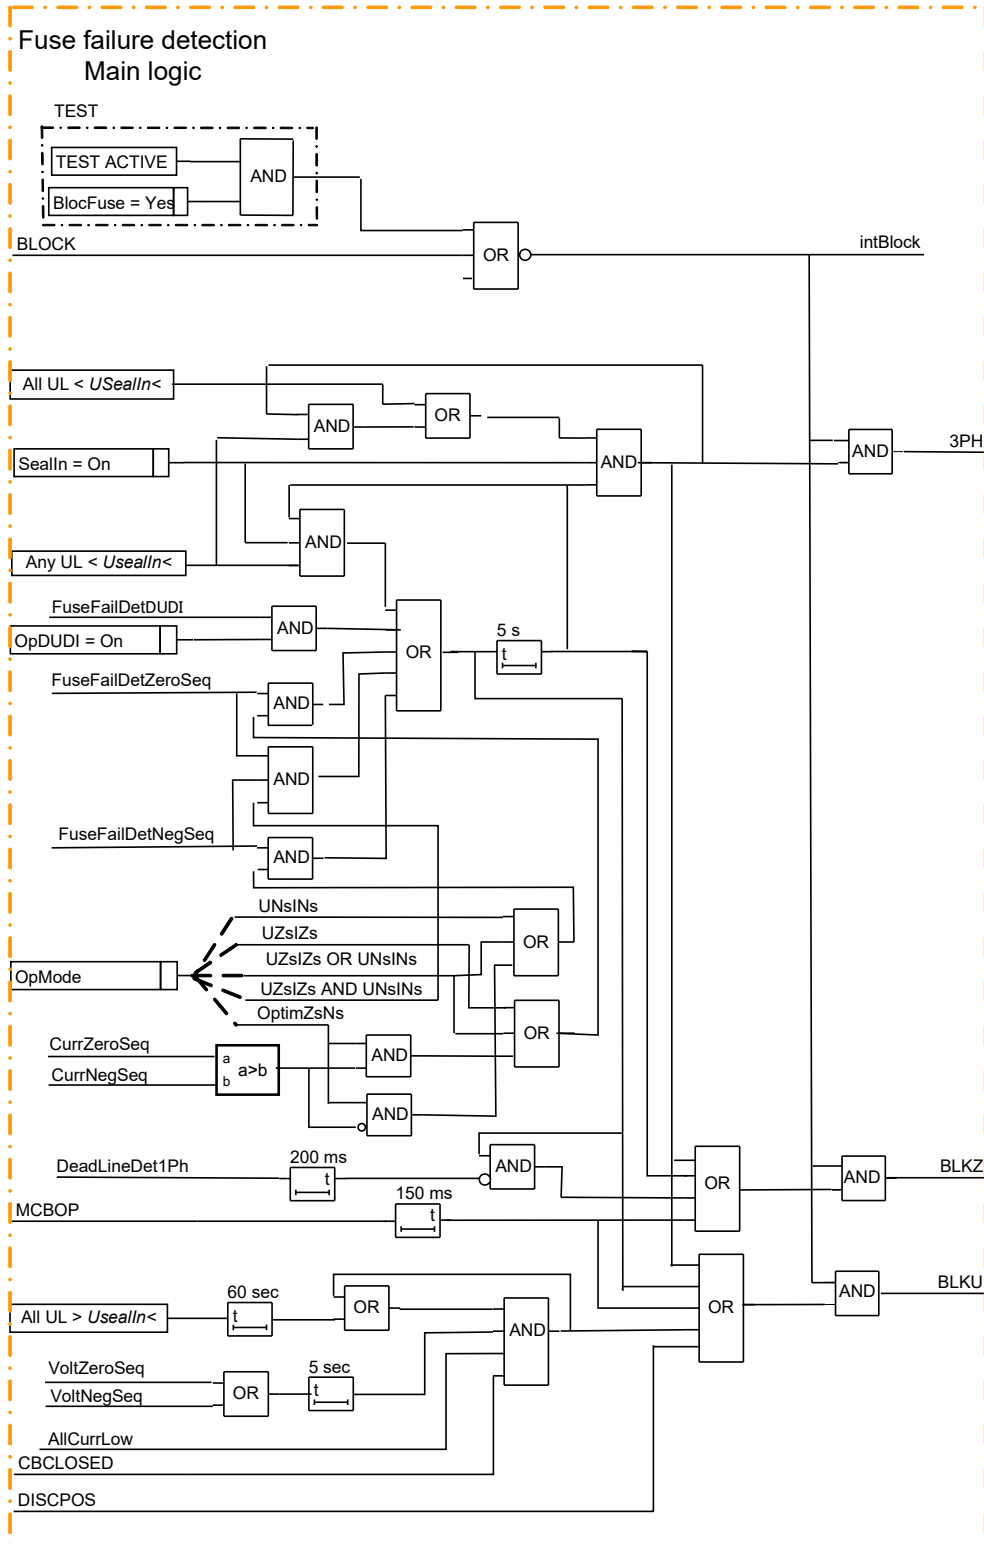 Fuse failure detection
Main logic
TEST
TEST ACTIVE
AND
BlocFuse = Yes
BLOCK
OR
intBlock
All UL < USealIn<
AND
OR
SealIn = On
AND
AND
3PH
AND
Any UL < UsealIn<
FuseFailDetDUDI
AND
OpDUDI = On
OR
5 s
t
FuseFailDetZeroSeq
AND
AND
FuseFailDetNegSeq
AND
UNsINs
UZsIZs
OR
UZsIZs OR UNsINs
OpMode
UZsIZs AND UNsINs
OptimZsNs
OR
CurrZeroSeq
a
a>b
AND
CurrNegSeq
b
AND
200 ms
DeadLineDet1Ph
t
AND
OR
AND
BLKZ
150 ms
MCBOP
t
60 sec
All UL > UsealIn<
t
OR
AND
OR
AND
BLKU
5 sec
VoltZeroSeq
VoltNegSeq
OR
t
AllCurrLow
CBCLOSED
DISCPOS